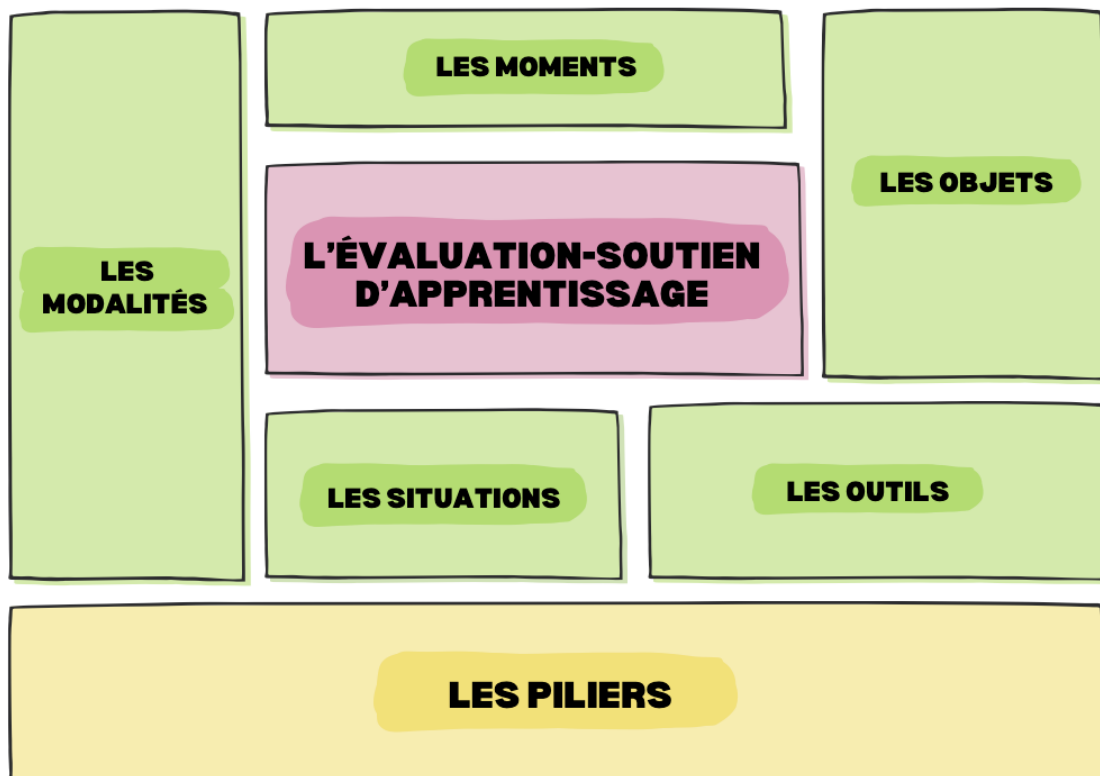 LES MOMENTS
LES OBJETS
LES
MODALITÉS
L'ÉVALUATION-SOUTIEN
D'APPRENTISSAGE
LES SITUATIONS
LES OUTILS
LES PILIERS